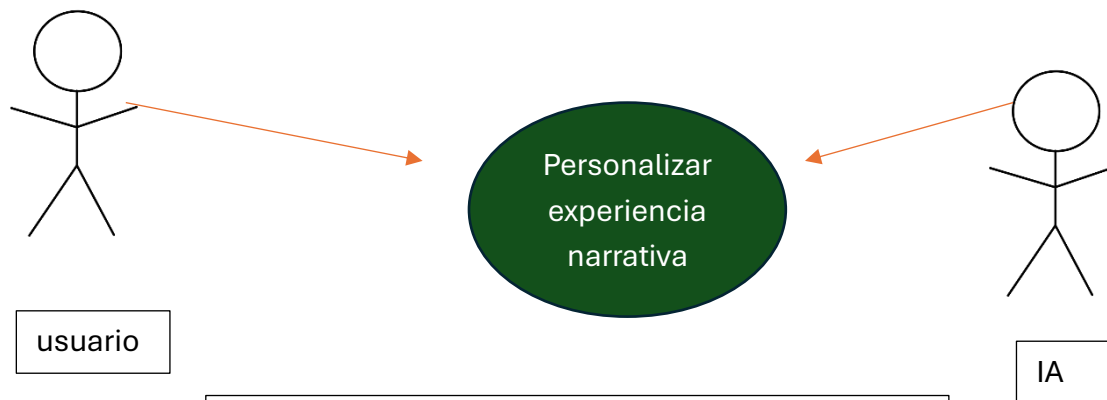 Personalizar
experiencia
narrativa
usuario
IA